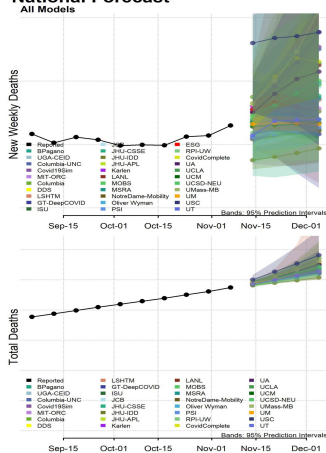 National Forecast
All Models
New Weekly Deaths
Reported JCB ESG
BPagano JHU-CSSE RPI-UW
UGA-CEID JHU-IDD CovidComplete
Columbia-UNC JHU-APL UA
Covid19Sim Karlen UCLA
MIT-ORC LANL UCM
Columbia MOBS UCSD-NEU
DDS MSRA UMass-MB
LSHTM NotreDame-Mobility UM
GT-DeepCOVID Oliver Wyman USC
ISU PSI UT
Bands: 95% Prediction Intervals
Sep-15 Oct-01 Oct-15 Nov-01 Nov-15 Dec-01
Total Deaths
Reported LSHTM LANL UA
BPagano GT-DeepCOVID MOBS UCLA
UGA-CEID ISU MSRA UCM
Columbia-UNC JCB NotreDame-Mobility UCSD-NEU
Covid19Sim JHU-CSSE Oliver Wyman UMass-MB
MIT-ORC JHU-IDD PSI UM
Columbia JHU-APL RPI-UW USC
DDS Karlen CovidComplete UT
Bands: 95% Prediction Intervals
Sep-15 Oct-01 Oct-15 Nov-01 Nov-15 Dec-01